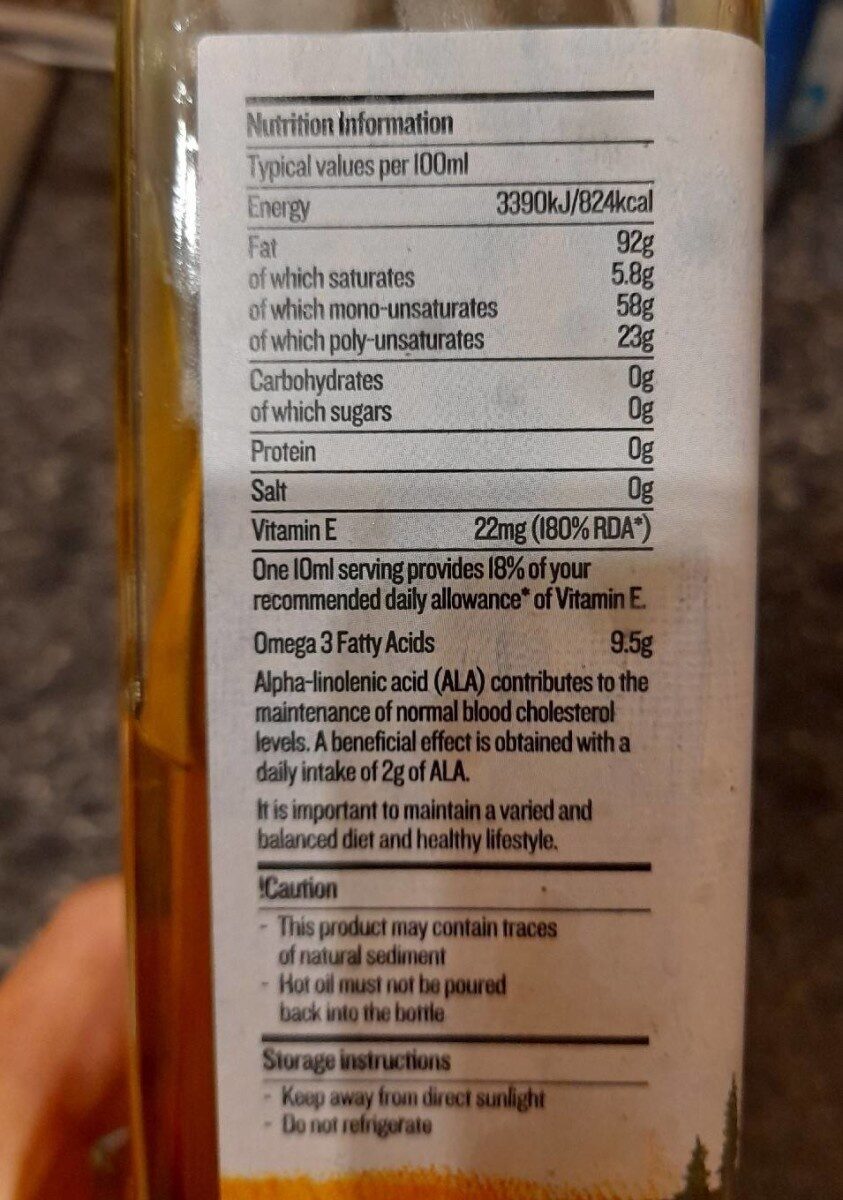 Nutrition Information
Typical values per 100ml
Energy 3390kJ/824kcal
Fat 92g
of which saturates 5.8g
of which mono-unsaturates 58g
of which poly-unsaturates 23g
Carbohydrates 0g
of which sugars 0g
Protein 0g
Salt 0g
Vitamin E 22mg (180% RDA*)
One 10ml serving provides 18% of your
recommended daily allowance* of Vitamin E.
Omega 3 Fatty Acids 9.5g
Alpha-linolenic acid (ALA) contributes to the
maintenance of normal blood cholesterol
levels. A beneficial effect is obtained with a
daily intake of 2g of ALA.
It is important to maintain a varied and
balanced diet and healthy lifestyle.
!Caution
- This product may contain traces
of natural sediment
- Hot oil must not be poured
back into the bottle
Storage instructions
- Keep away from direct sunlight
- Do not refrigerate